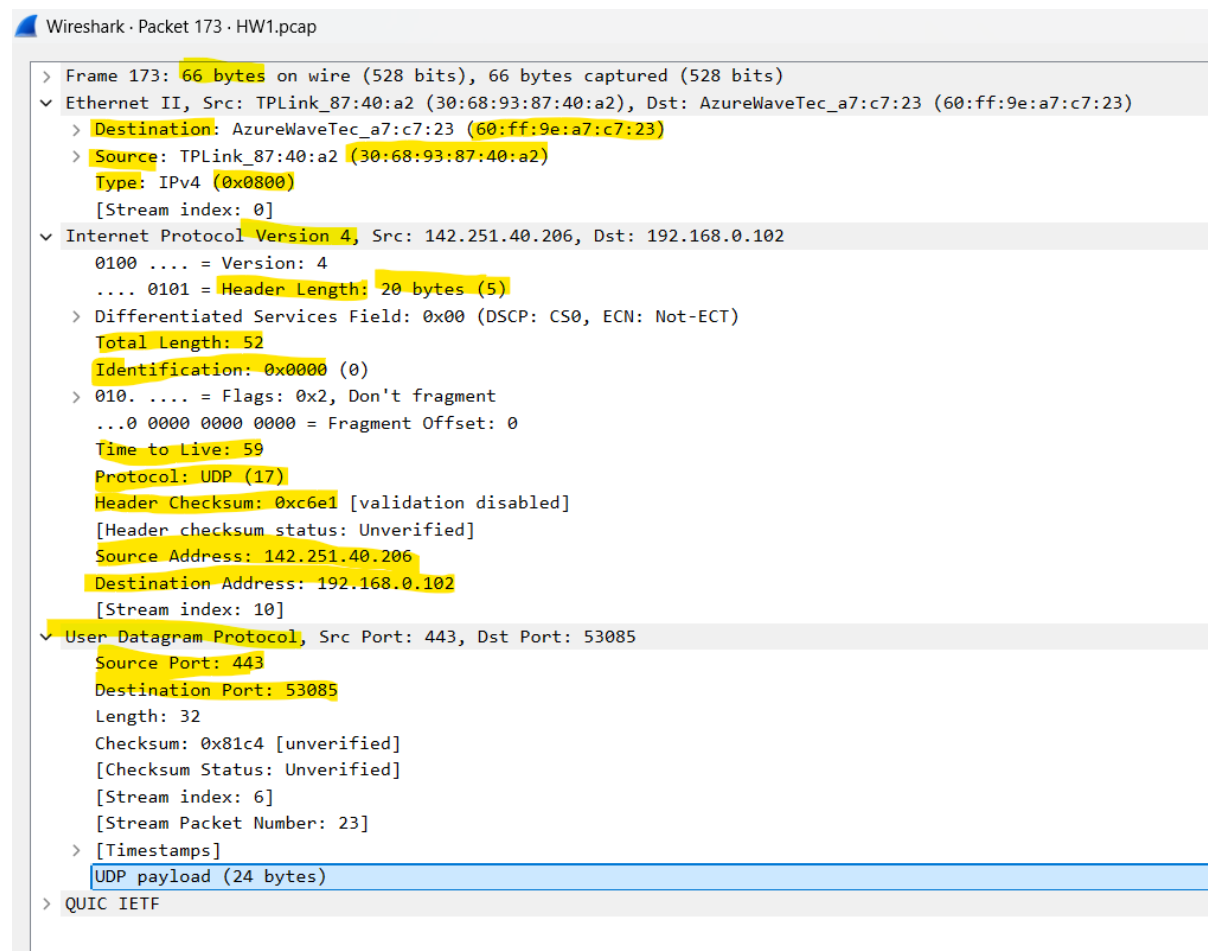 Wireshark · Packet 173 · HW1.pcap
> Frame 173: 66 bytes on wire (528 bits), 66 bytes captured (528 bits)
Ethernet II, Src: TPLink_87:40:a2 (30:68:93:87:40:a2), Dst: AzureWaveTec_a7:c7:23 (60:ff:9e:a7:c7:23)
> Destination: AzureWaveTec_a7:c7:23 (60:ff:9e:a7:c7:23)
> Source: TPLink_87:40:a2 (30:68:93:87:40:a2)
Type: IPv4 (0x0800)
[Stream index: 0]
Internet Protocol Version 4, Src: 142.251.40.206, Dst: 192.168.0.102
0100 .... = Version: 4
.... 0101 = Header Length: 20 bytes (5)
> Differentiated Services Field: 0x00 (DSCP: CS0, ECN: Not-ECT)
Total Length: 52
Identification: 0x0000 (0)
> 010. .... = Flags: 0x2, Don't fragment
...0 0000 0000 0000 = Fragment Offset: 0
Time to Live: 59
Protocol: UDP (17)
Header Checksum: 0xc6e1 [validation disabled]
[Header checksum status: Unverified]
Source Address: 142.251.40.206
Destination Address: 192.168.0.102
[Stream index: 10]
User Datagram Protocol, Src Port: 443, Dst Port: 53085
Source Port: 443
Destination Port: 53085
Length: 32
Checksum: 0x81c4 [unverified]
[Checksum Status: Unverified]
[Stream index: 6]
[Stream Packet Number: 23]
> [Timestamps]
UDP payload (24 bytes)
> QUIC IETF